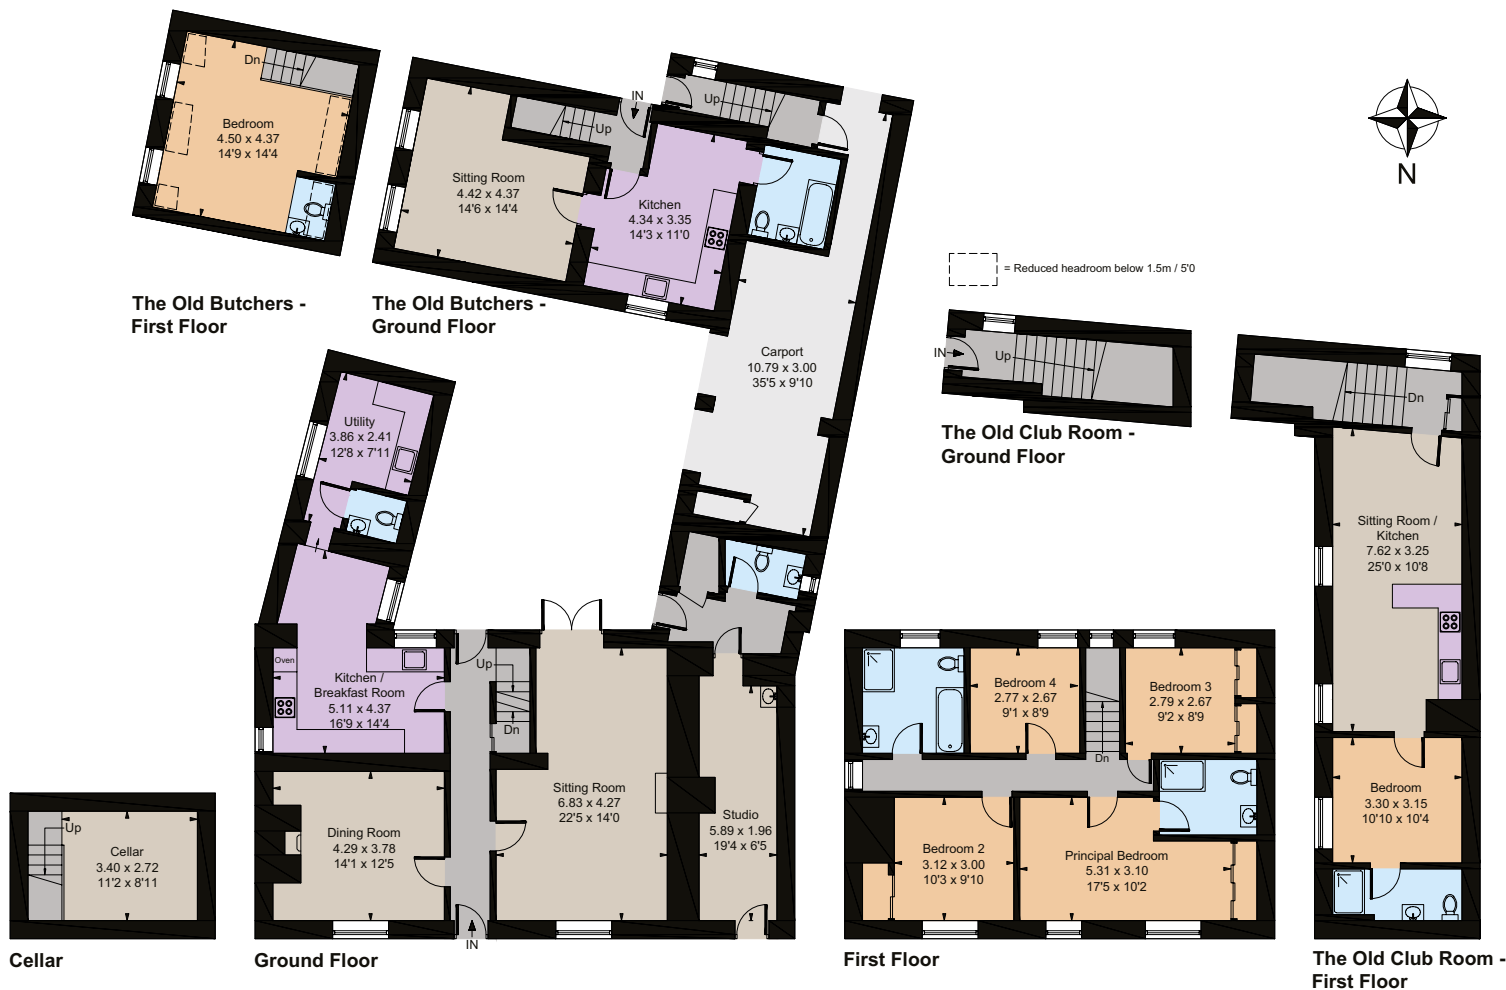 Dn
Bedroom
4.50 x 4.37
14'9 x 14'4
The Old Butchers -
First Floor
Sitting Room
4.42 x 4.37
14'6 x 14'4
Up
IN
Up
Kitchen
4.34 x 3.35
14'3 x 11'0
The Old Butchers -
Ground Floor
Carport
10.79 x 3.00
35'5 x 9'10
N
= Reduced headroom below 1.5m / 5'0
IN
Up
The Old Club Room -
Ground Floor
Dn
Sitting Room /
Kitchen
7.62 x 3.25
25'0 x 10'8
Bedroom
3.30 x 3.15
10'10 x 10'4
The Old Club Room -
First Floor
Utility
3.86 x 2.41
12'8 x 7'11
Oven
Kitchen /
Breakfast Room
5.11 x 4.37
16'9 x 14'4
Up
Dn
Sitting Room
6.83 x 4.27
22'5 x 14'0
Studio
5.89 x 1.96
19'4 x 6'5
Dining Room
4.29 x 3.78
14'1 x 12'5
IN
Ground Floor
Up
Cellar
3.40 x 2.72
11'2 x 8'11
Cellar
Bedroom 4
2.77 x 2.67
9'1 x 8'9
Bedroom 3
2.79 x 2.67
9'2 x 8'9
Dn
Bedroom 2
3.12 x 3.00
10'3 x 9'10
Principal Bedroom
5.31 x 3.10
17'5 x 10'2
First Floor